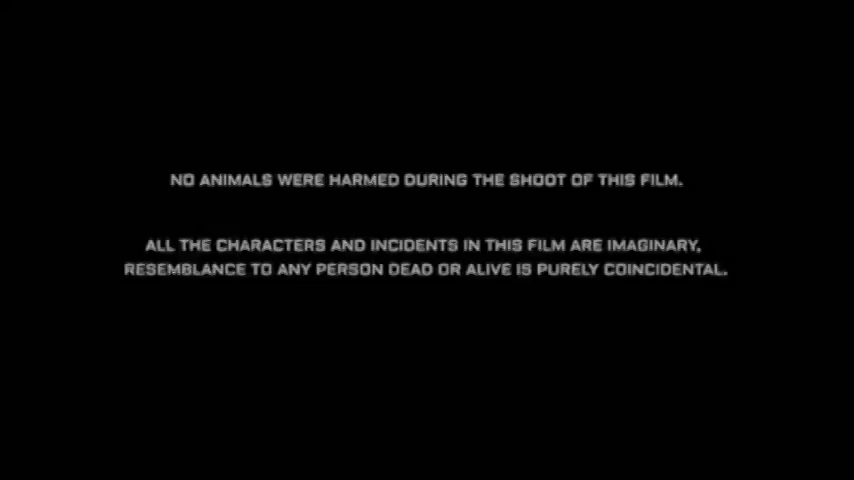 NO ANIMALS WERE HARMED DURING THE SHOOT OF THIS FILM.
ALL THE CHARACTERS AND INCIDENTS IN THIS FILM ARE IMAGINARY,
RESEMBLANCE TO ANY PERSON DEAD OR ALIVE IS PURELY COINCIDENTAL.